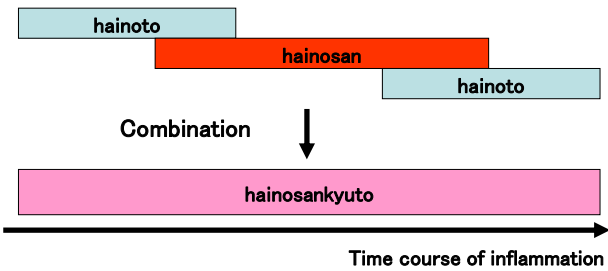 hainoto
hainosan
hainoto
Combination
hainosankyuto
Time course of inflammation